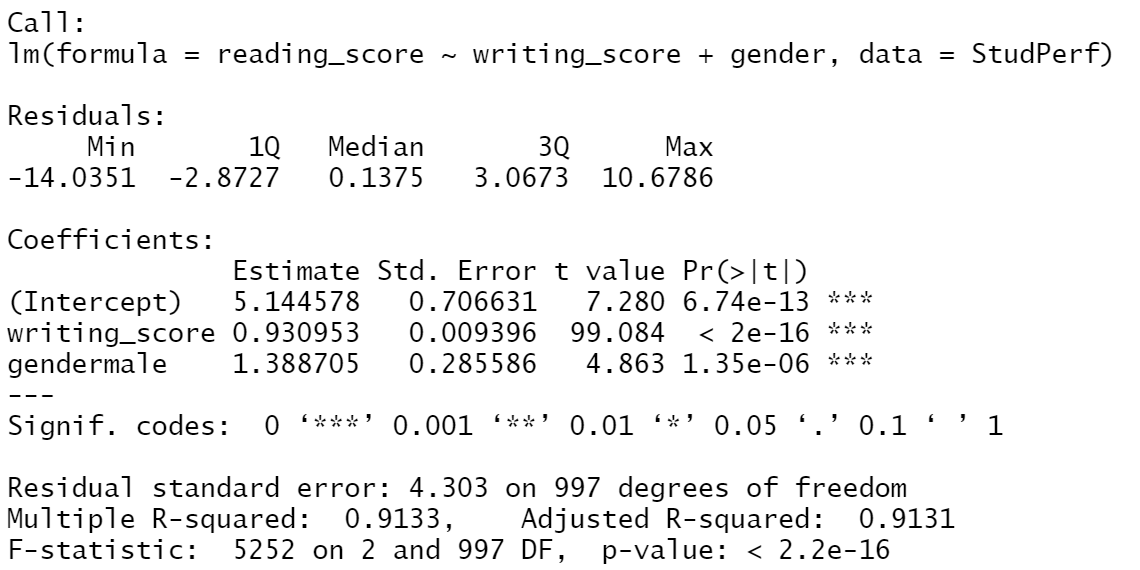 Call:
lm(formula = reading_score ~ writing_score + gender, data = StudPerf)
Residuals:
Min 1Q Median 3Q Max
-14.0351 -2.8727 0.1375 3.0673 10.6786
Coefficients:
Estimate Std. Error t value Pr(>|t|)
(Intercept) 5.144578 0.706631 7.280 6.74e-13 ***
writing_score 0.930953 0.009396 99.084 < 2e-16 ***
gendermale 1.388705 0.285586 4.863 1.35e-06 ***
---
Signif. codes: 0 ‘***’ 0.001 ‘**’ 0.01 ‘*’ 0.05 ‘.’ 0.1 ‘ ’ 1
Residual standard error: 4.303 on 997 degrees of freedom
Multiple R-squared: 0.9133, Adjusted R-squared: 0.9131
F-statistic: 5252 on 2 and 997 DF, p-value: < 2.2e-16